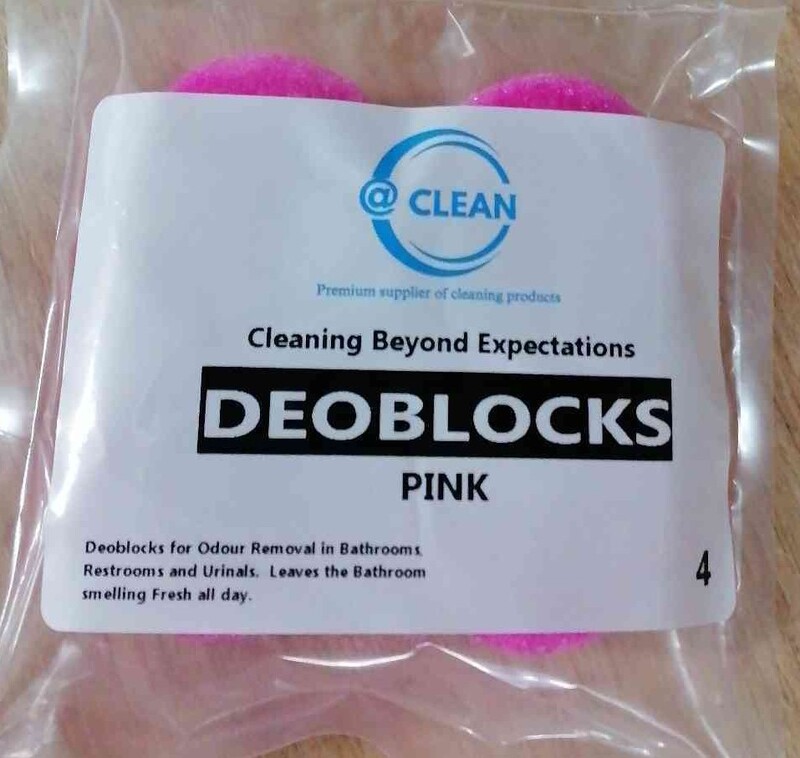 @ CLEAN
Premium supplier of cleaning products
Cleaning Beyond Expectations
DEOBLOCKS
PINK
Deoblocks for Odour Removal in Bathrooms,
Restrooms and Urinals. Leaves the Bathroom
smelling Fresh all day.
4